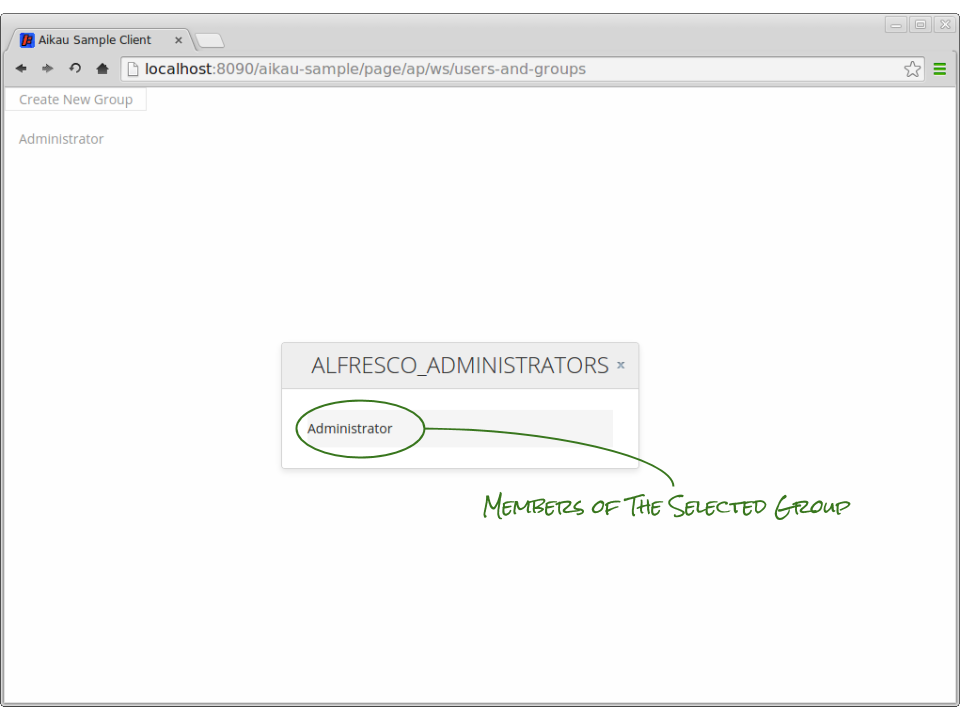 Aikau Sample Client
localhost:8090/aikau-sample/page/ap/ws/users-and-groups
Create New Group
Administrator
ALFRESCO_ADMINISTRATORS
Administrator
Members of The Selected Group